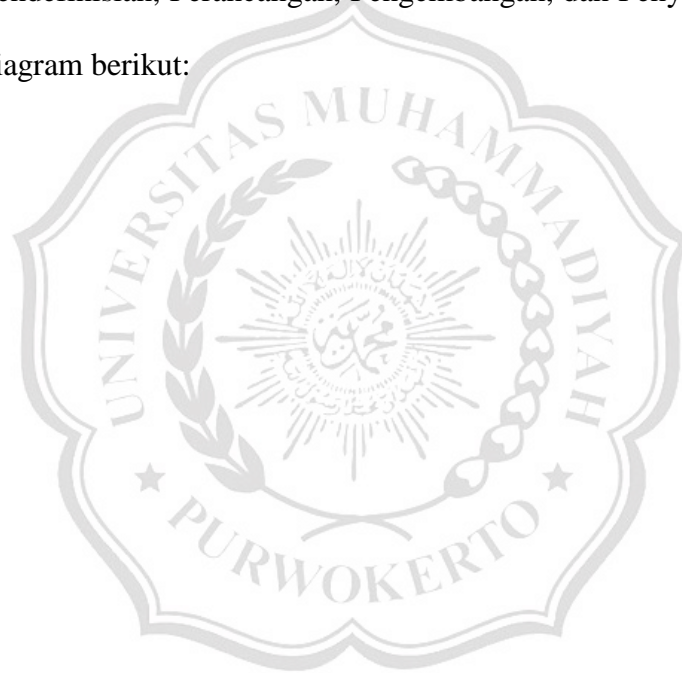 Perancangan, Pengembangan, dan
iagram berikut:
UNIVERSITAS MUHAMMADIYAH
PURWOKERTO